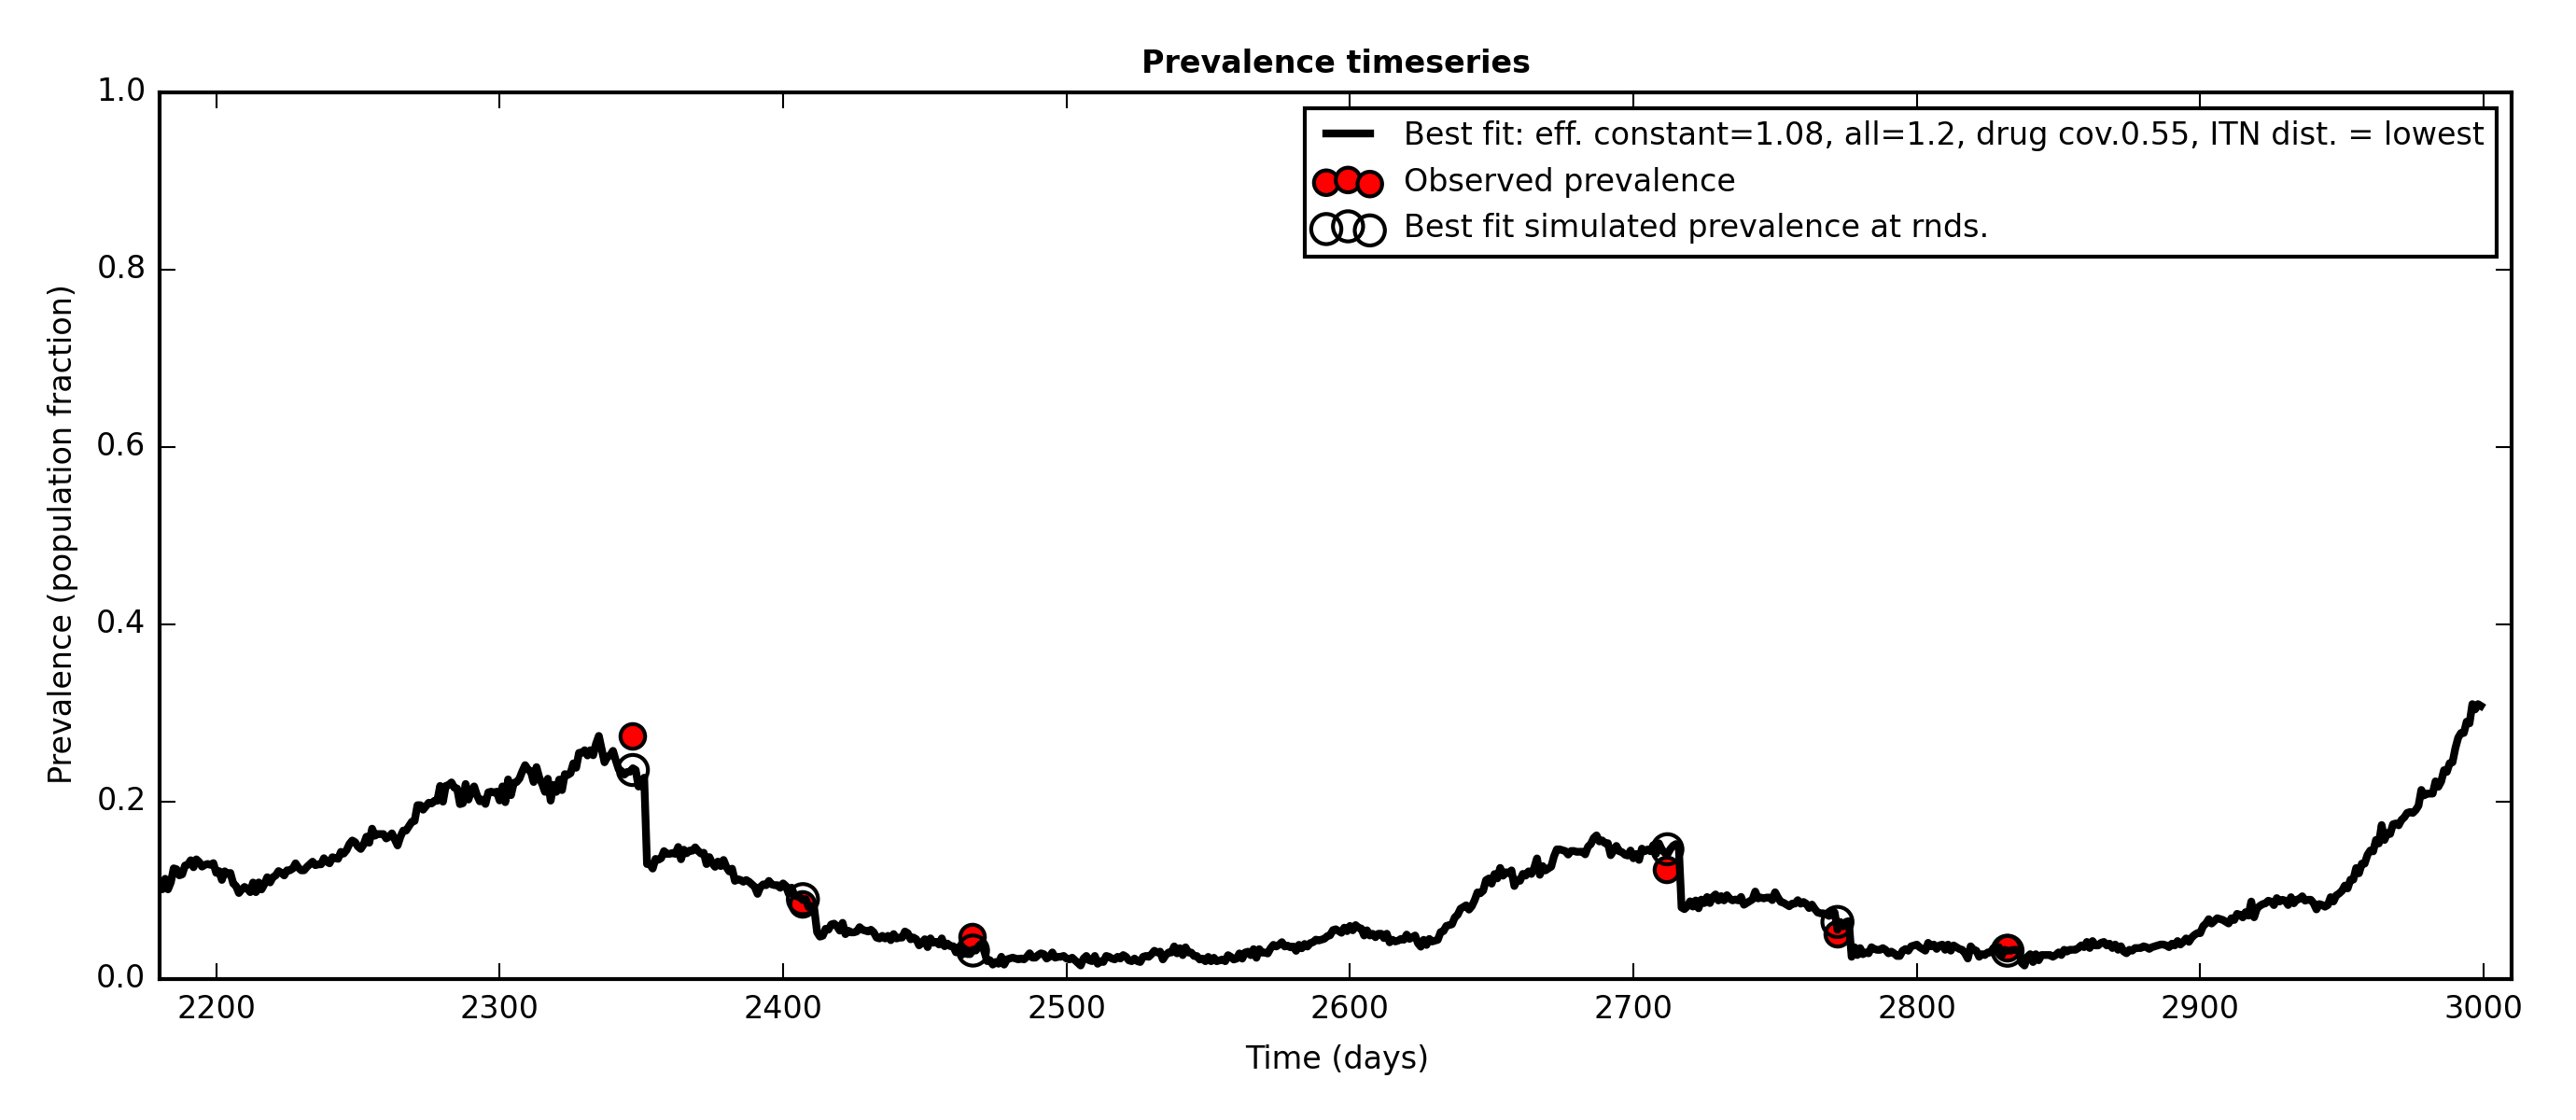 Prevalence timeseries
1.0
0.8
0.6
0.4
0.2
0.0
Prevalence (population fraction)
Best fit: eff. constant=1.08, all=1.2, drug cov.0.55, ITN dist. = lowest
Observed prevalence
Best fit simulated prevalence at rnds.
2200 2300 2400 2500 2600 2700 2800 2900 3000
Time (days)